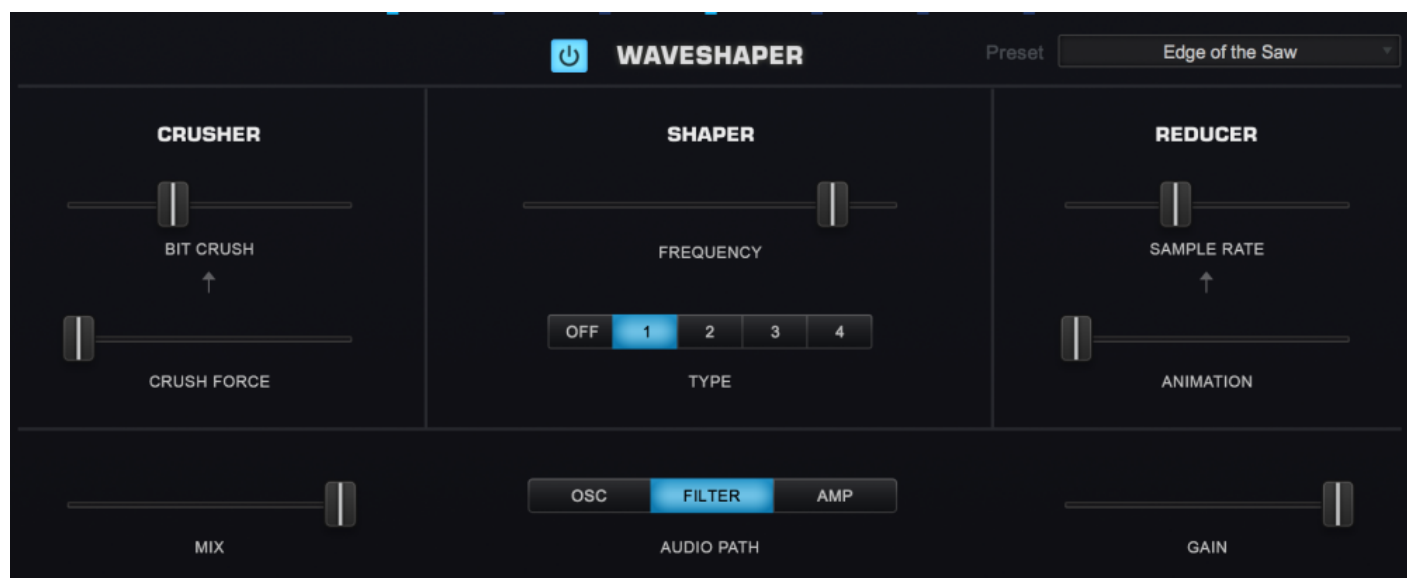 WAVESHAPER
Preset
Edge of the Saw
CRUSHER
BIT CRUSH
CRUSH FORCE
SHAPER
FREQUENCY
OFF 1 2 3 4
TYPE
REDUCER
SAMPLE RATE
ANIMATION
MIX
OSC FILTER AMP
AUDIO PATH
GAIN